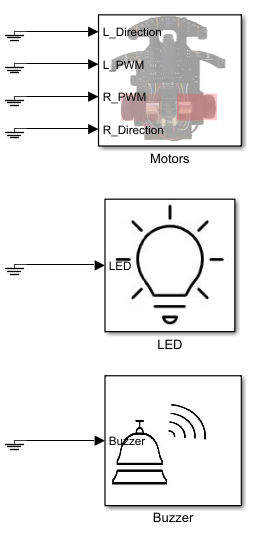 L_Direction
L_PWM
R_PWM
R_Direction
Motors
LED
LED
Buzzer
Buzzer